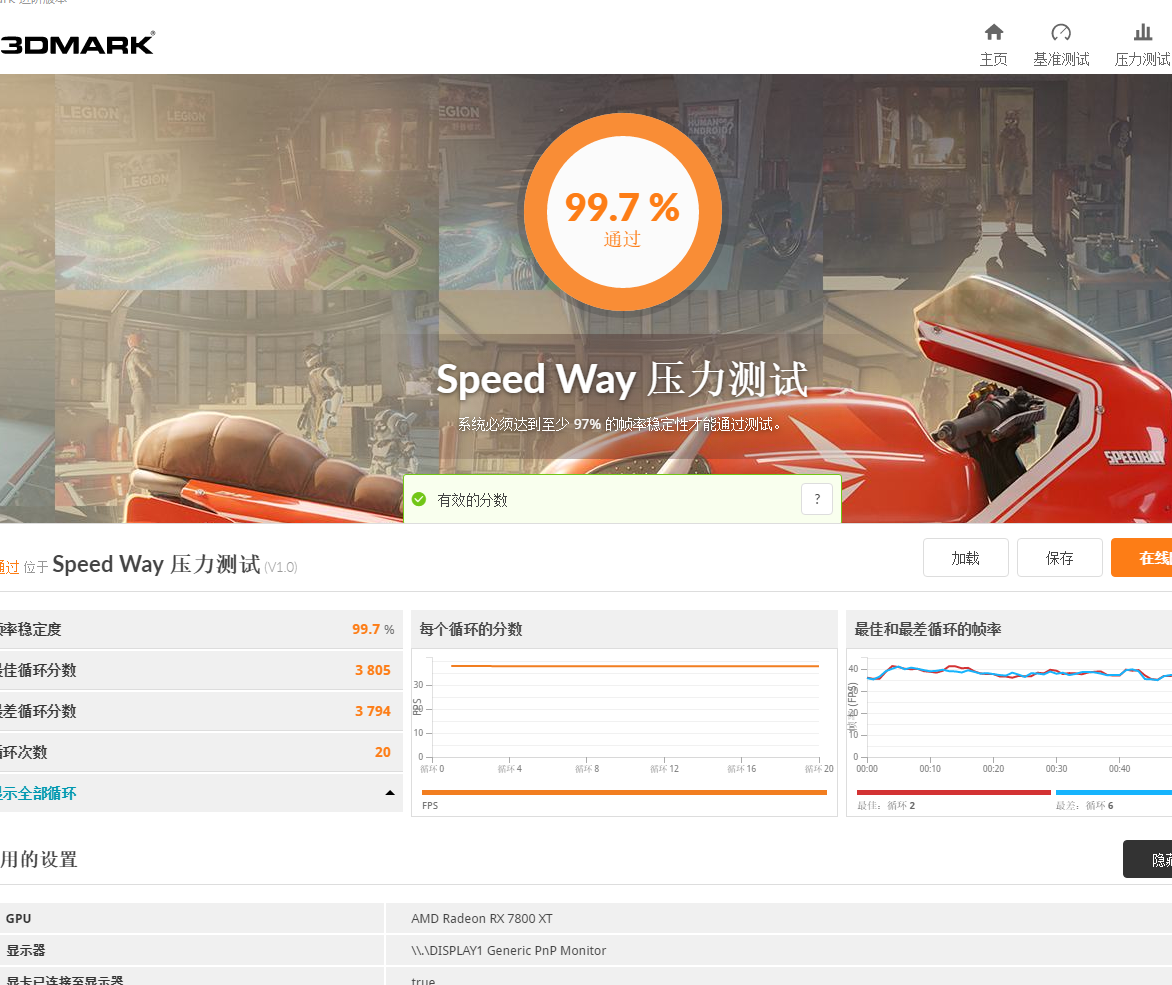 3DMARK
主页
基准测试
压力测试
LEGION
LEGION
LEGION
HUMAN OR ANDROID?
99.7 %
通过
Speed Way 压力测试
系统必须达到至少 97% 的帧率稳定性才能通过测试。
SPEEDBOT
有效的分数
?
通过 位于 Speed Way 压力测试 (V1.0)
加载
保存
在线
率稳定度
99.7 %
佳循环分数
3 805
差循环分数
3 794
环次数
20
示全部循环
每个循环的分数
FPS
30
20
10
0
循环 0
循环 4
循环 8
循环 12
循环 16
循环 20
FPS
最佳和最差循环的帧率
帧率 (FPS)
40
30
20
10
0
00:00
00:10
00:20
00:30
00:40
最佳：循环 2
最差：循环 6
用的设置
隐藏
GPU
AMD Radeon RX 7800 XT
显示器
\\.\DISPLAY1 Generic PnP Monitor
显卡已连接至显示器
true